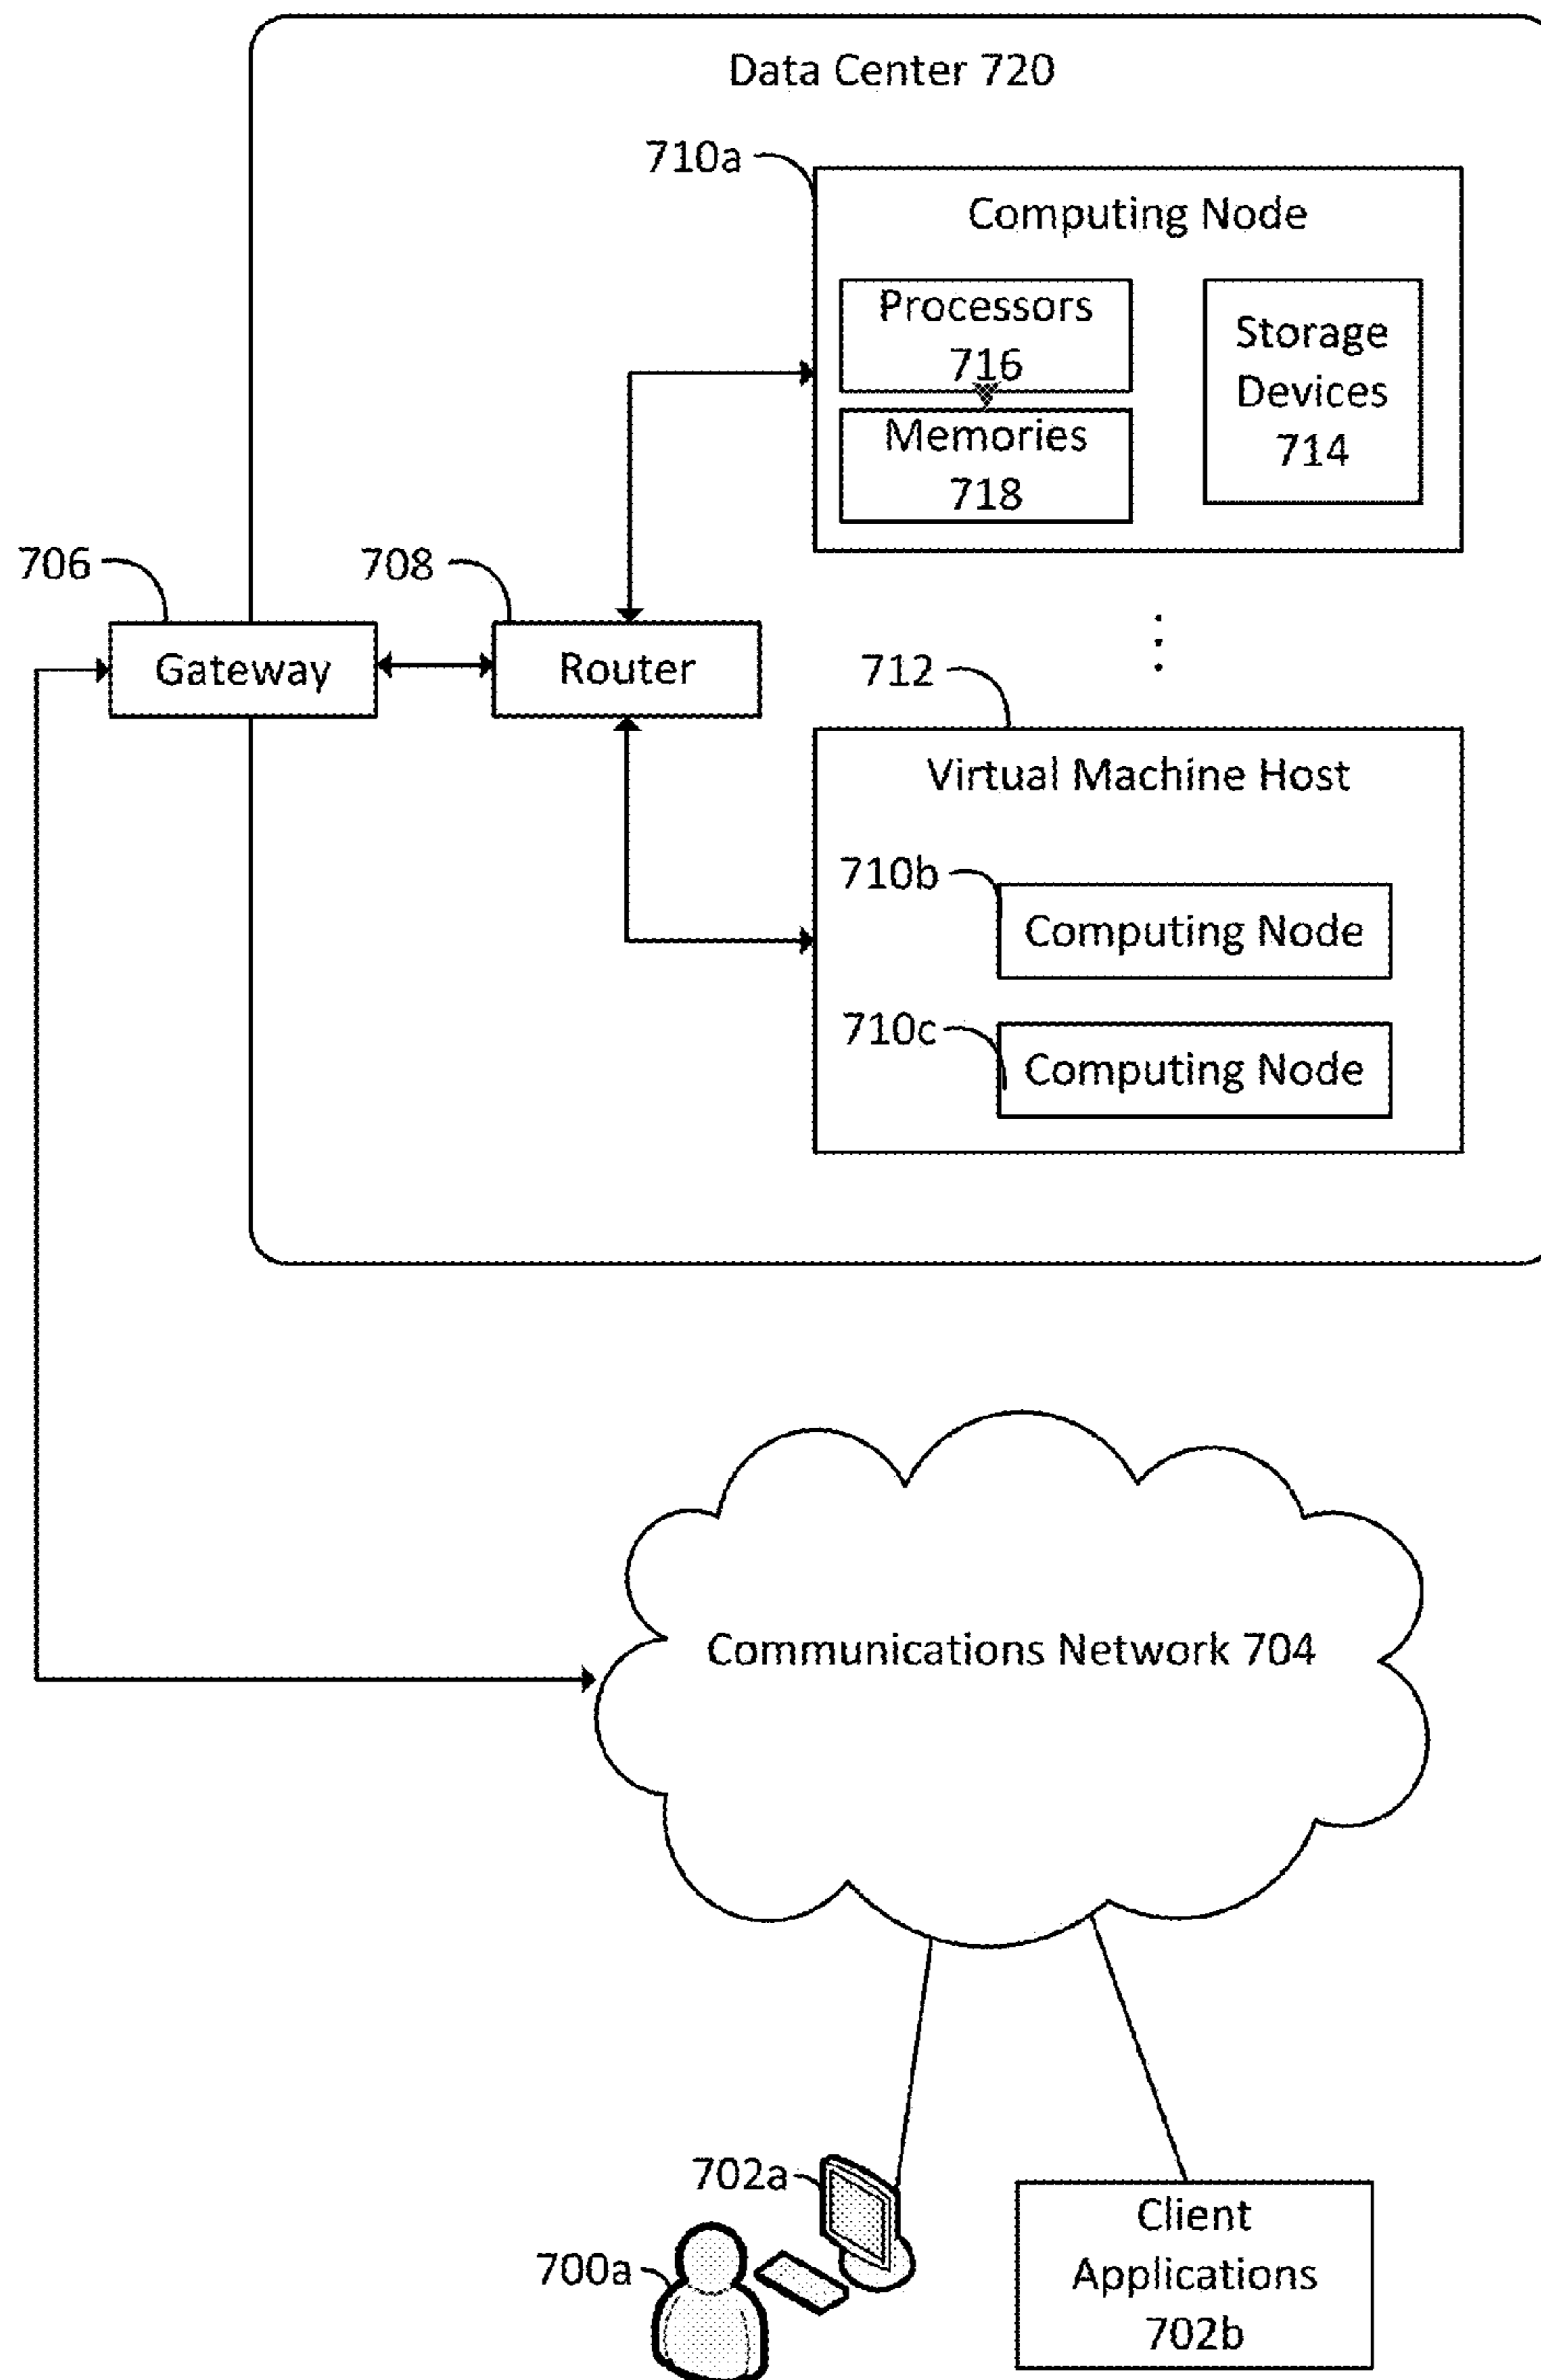 Data Center 720
710a
Computing Node
Processors
716
Memories
718
Storage
Devices
714
706
708
Gateway
Router
712
Virtual Machine Host
710b
Computing Node
710c
Computing Node
Communications Network 704
702a
700a
Client
Applications
702b